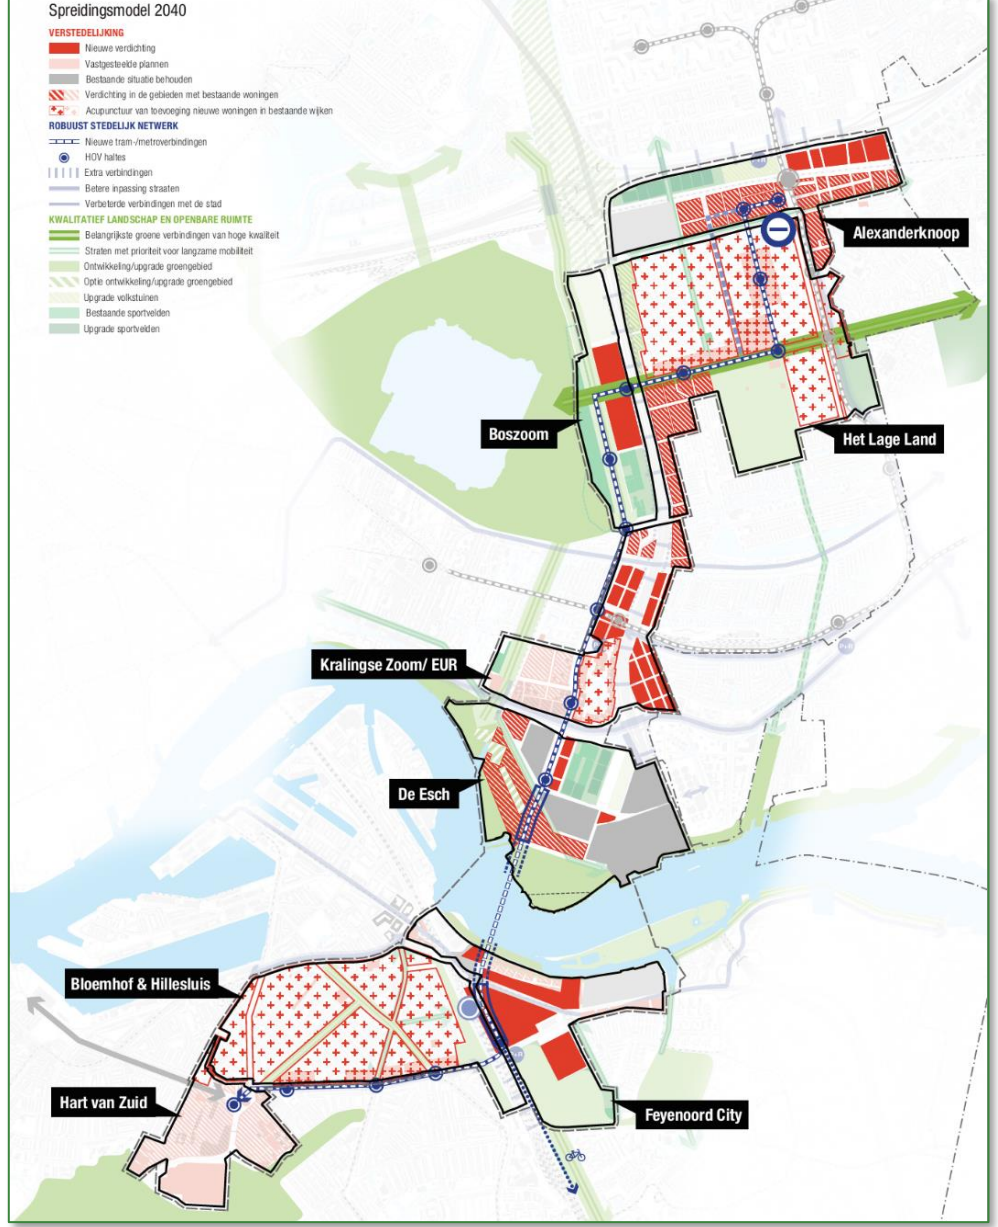 Spreidingsmodel 2040
VERSTEDELIJKING
Nieuwe verdichting
Vastgestelde plannen
Bestaande situatie behouden
Verdichting in de gebieden met bestaande woningen
Acupunctuur van toevoeging nieuwe woningen in bestaande wijken
ROBUUST STEDELIJK NETWERK
Nieuwe tram-/metroverbindingen
HOV haltes
Extra verbindingen
Betere inpassing straaten
Verbeterde verbindingen met de stad
KWALITATIEF LANDSCHAP EN OPENBARE RUIMTE
Belangrijkste groene verbindingen van hoge kwaliteit
Straten met prioriteit voor langzame mobiliteit
Ontwikkeling/upgrade groengebied
Optie ontwikkeling/upgrade groengebied
Upgrade volkstuinen
Bestaande sportvelden
Upgrade sportvelden
Alexanderknoop
Boszoom
Het Lage Land
Kralingse Zoom/ EUR
P+R
De Esch
Bloemhof & Hillesluis
Hart van Zuid
Feyenoord City